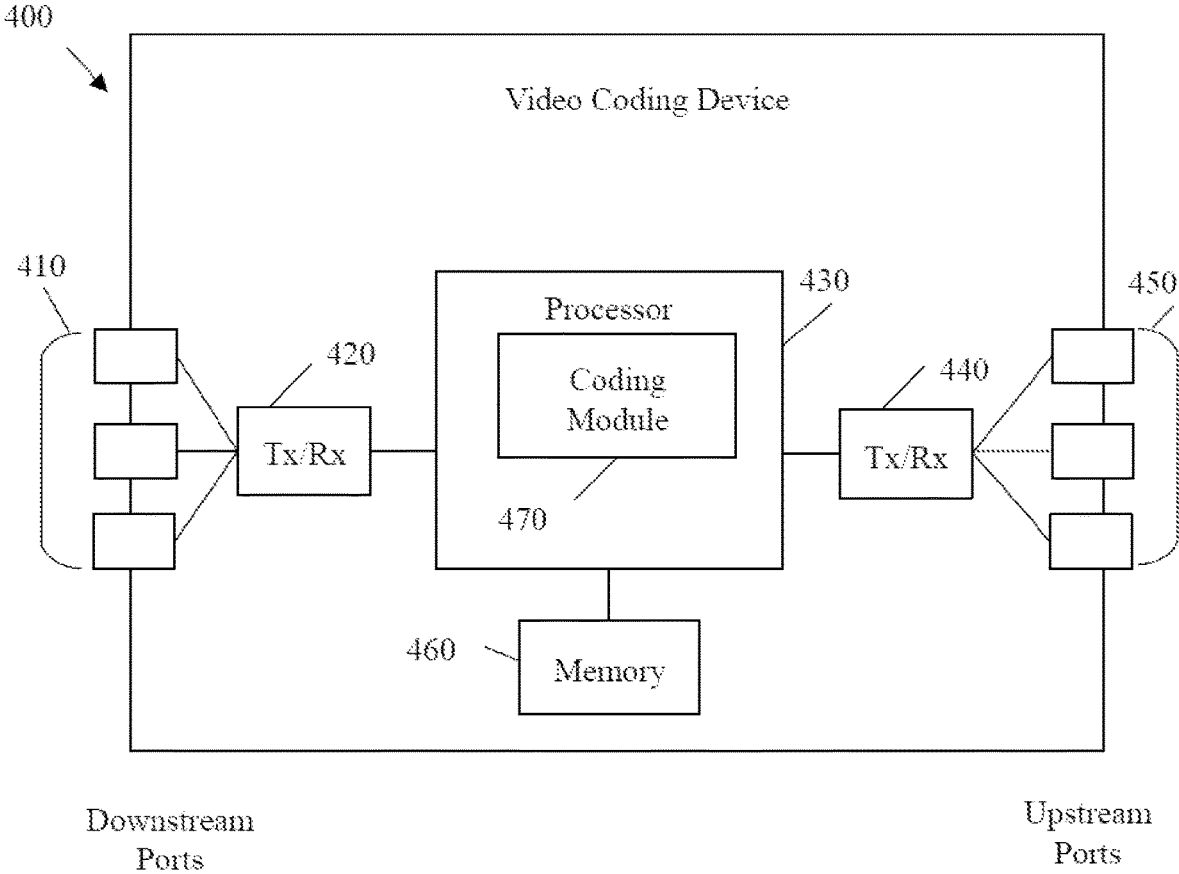 400
Video Coding Device
410
430
450
Processor
420
440
Coding
Module
Tx/Rx
Tx/Rx
470
460
Memory
Downstream
Ports
Upstream
Ports